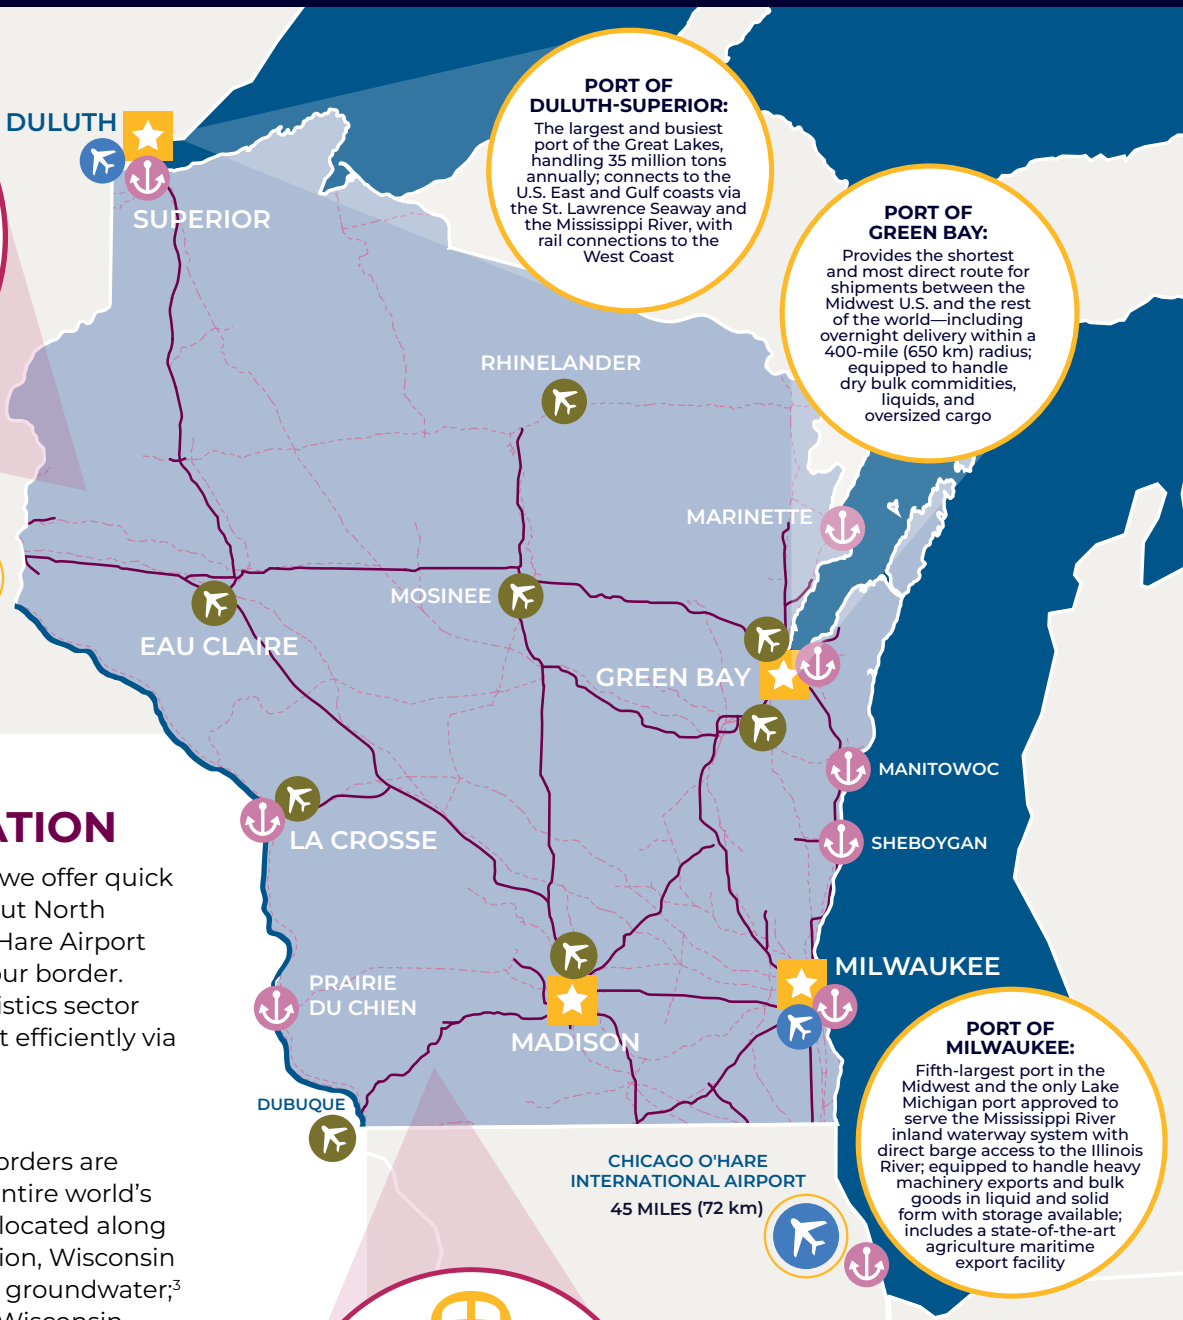 PORT OF
DULUTH-SUPERIOR:
The largest and busiest
port of the Great Lakes,
handling 35 million tons
annually; connects to the
U.S. East and Gulf coasts via
the St. Lawrence Seaway and
the Mississippi River, with
rail connections to the
West Coast
DULUTH
SUPERIOR
PORT OF
GREEN BAY:
Provides the shortest
and most direct route for
shipments between the
Midwest U.S. and the rest
of the world—including
overnight delivery within a
400-mile (650 km) radius;
equipped to handle
dry bulk commidities,
liquids, and
oversized cargo
RHINELANDER
MARINETTE
MOSINEE
EAU CLAIRE
GREEN BAY
MANITOWOC
SHEBOYGAN
LA CROSSE
ATION
we offer quick
ut North
Hare Airport
our border.
istics sector
t efficiently via
PRAIRIE
DU CHIEN
MADISON
MILWAUKEE
PORT OF
MILWAUKEE:
Fifth-largest port in the
Midwest and the only Lake
Michigan port approved to
serve the Mississippi River
inland waterway system with
direct barge access to the Illinois
River; equipped to handle heavy
machinery exports and bulk
goods in liquid and solid
form with storage available;
includes a state-of-the-art
agriculture maritime
export facility
DUBUQUE
CHICAGO O'HARE
INTERNATIONAL AIRPORT
45 MILES (72 km)
orders are
ntire world’s
located along
ion, Wisconsin
groundwater;³
Wisconsin